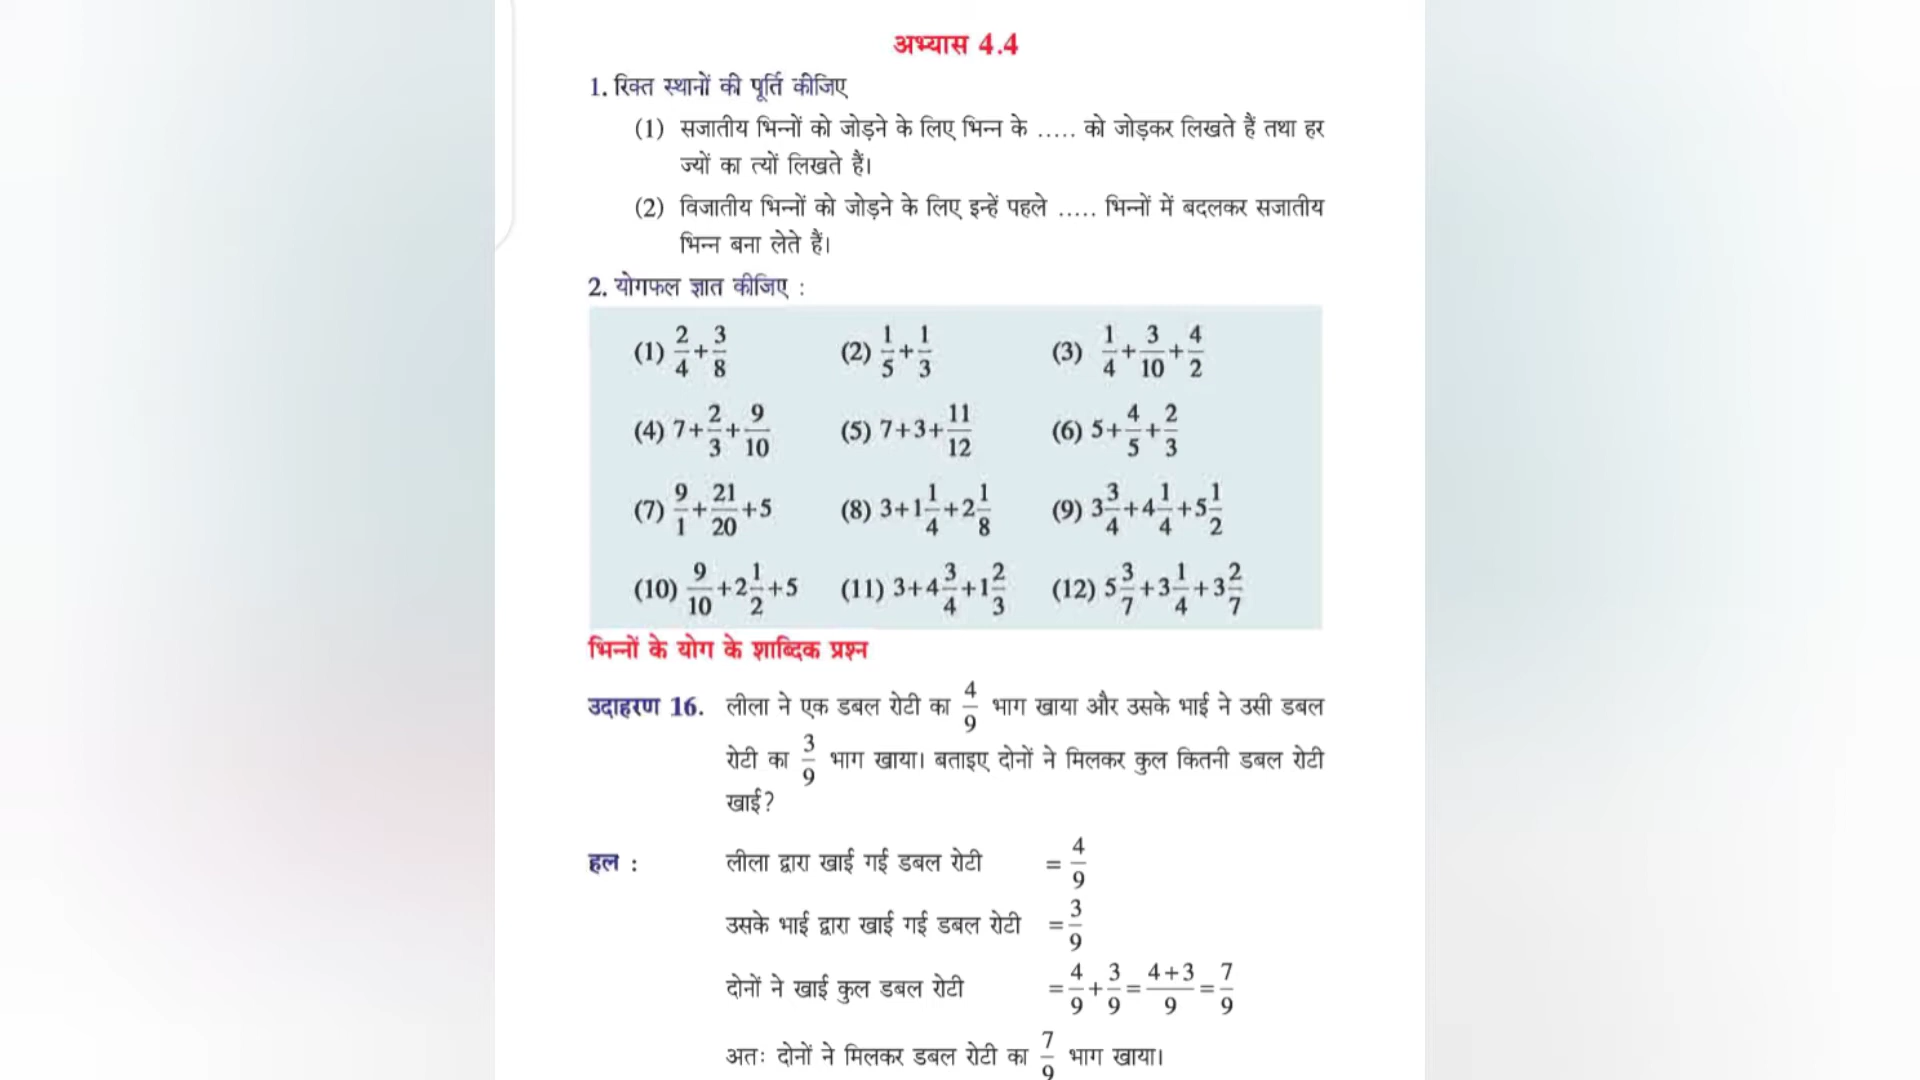 अभ्यास 4.4
1. रिक्त स्थानों की पूर्ति कीजिए
(1) सजातीय भिन्नों को जोड़ने के लिए भिन्न के ..... को जोड़कर लिखते हैं तथा हर
ज्यों का त्यों लिखते हैं।
(2) विजातीय भिन्नों को जोड़ने के लिए इन्हें पहले ..... भिन्नों में बदलकर सजातीय
भिन्न बना लेते हैं।
2. योगफल ज्ञात कीजिए :
(1) 2/4 + 3/8 (2) 1/5 + 1/3 (3) 1/4 + 3/10 + 4/2
(4) 7 + 2/3 + 9/10 (5) 7 + 3 + 11/12 (6) 5 + 4/5 + 2/3
(7) 9/1 + 21/20 + 5 (8) 3 + 1 1/4 + 2 1/8 (9) 3 3/4 + 4 1/4 + 5 1/2
(10) 9/10 + 2 1/2 + 5 (11) 3 + 4 3/4 + 1 2/3 (12) 5 3/7 + 3 1/4 + 3 2/7
भिन्नों के योग के शाब्दिक प्रश्न
उदाहरण 16. लीला ने एक डबल रोटी का 4/9 भाग खाया और उसके भाई ने उसी डबल
रोटी का 3/9 भाग खाया। बताइए दोनों ने मिलकर कुल कितनी डबल रोटी
खाई?
हल : लीला द्वारा खाई गई डबल रोटी = 4/9
उसके भाई द्वारा खाई गई डबल रोटी = 3/9
दोनों ने खाई कुल डबल रोटी = 4/9 + 3/9 = 4+3/9 = 7/9
अतः दोनों ने मिलकर डबल रोटी का 7/9 भाग खाया।